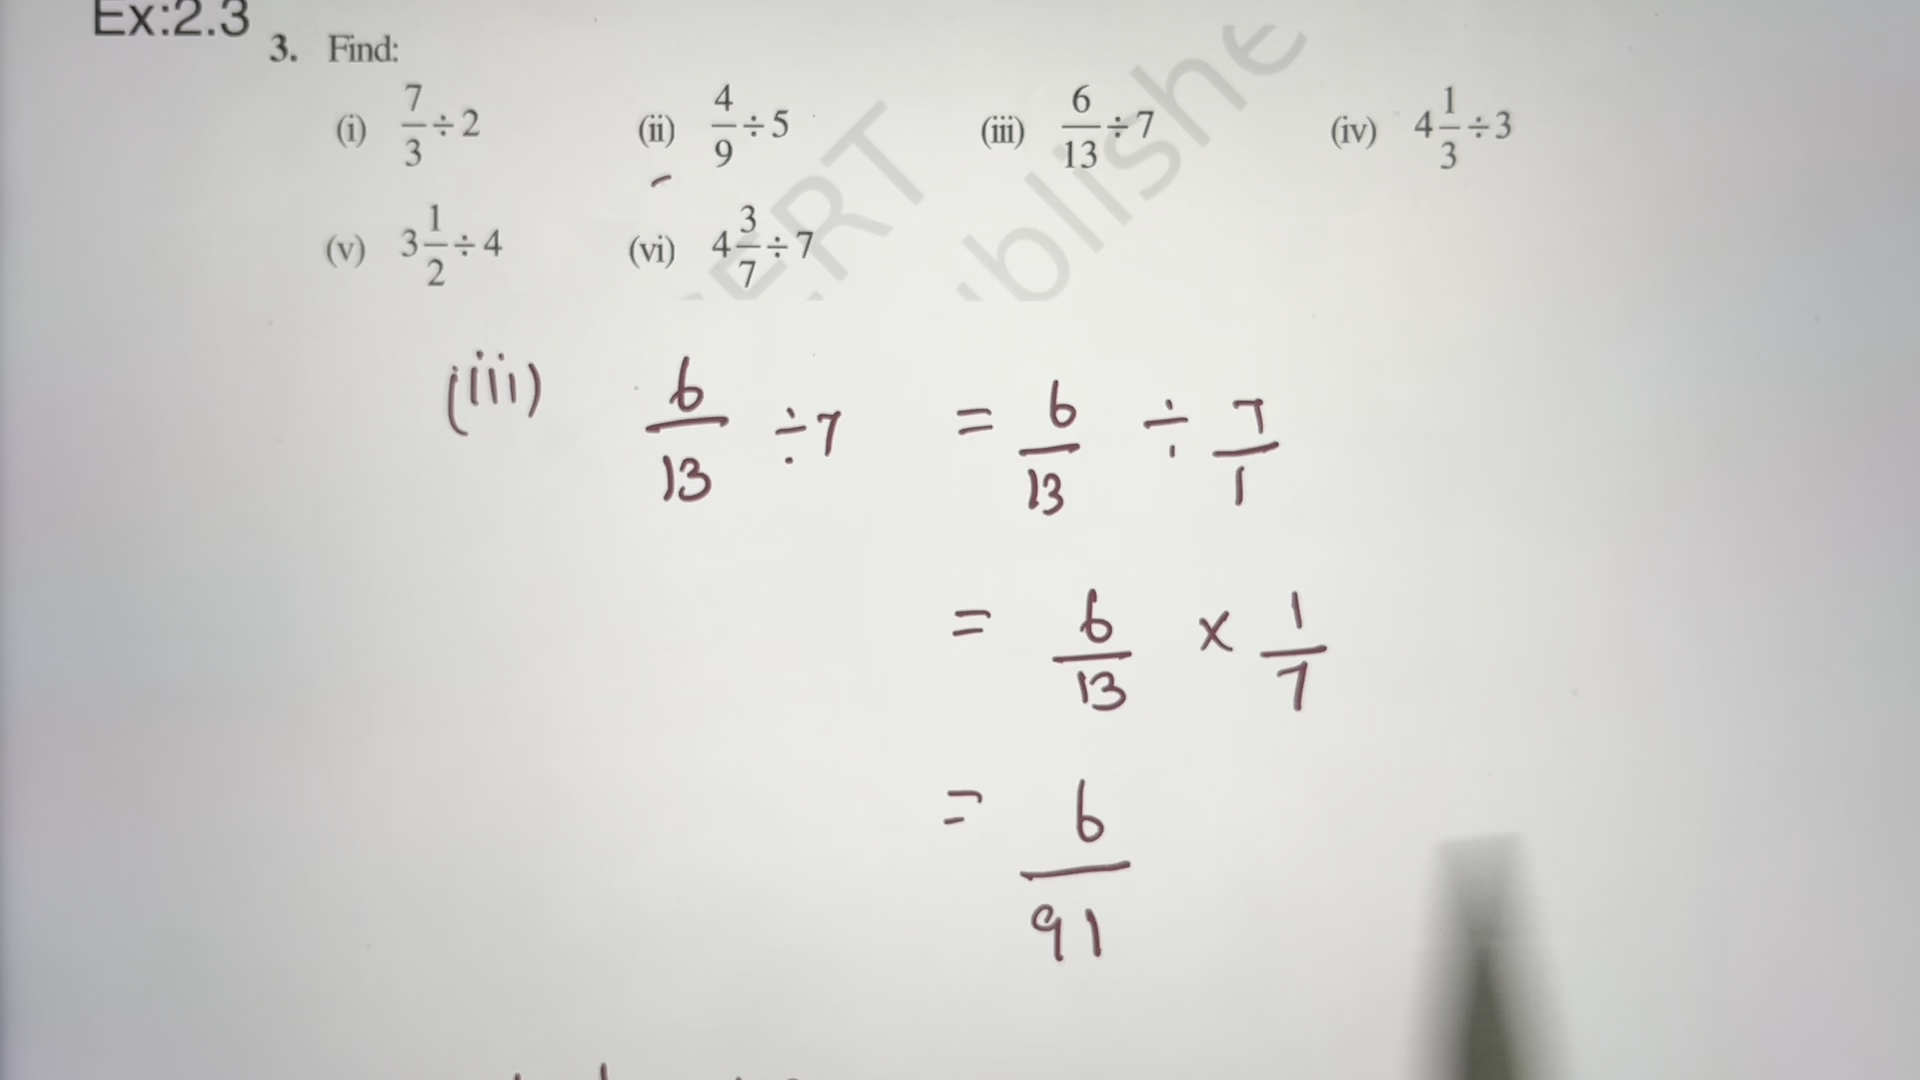 Ex:2.3
3. Find:
(i) 7/3 ÷ 2 (ii) 4/9 ÷ 5 (iii) 6/13 ÷ 7 (iv) 4 1/3 ÷ 3
(v) 3 1/2 ÷ 4 (vi) 4 3/7 ÷ 7
(iii) 6/13 ÷ 7 = 6/13 ÷ 7/1
= 6/13 × 1/7
= 6/91